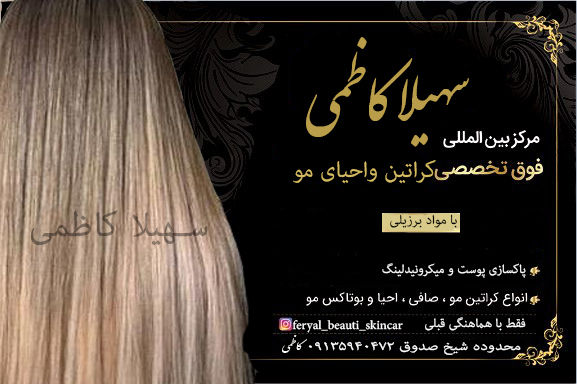 سهیلا کاظمی
مرکز بین المللی
فوق تخصصی کراتین واحیای مو
با مواد برزیلی
پاکسازی پوست و میکرونیدلینگ
انواع کراتین مو ، صافی ، احیا و بوتاکس مو
فقط با هماهنگی قبلی feryal_beauti_skincar
محدوده شیخ صدوق ۰۹۱۳۵۹۴۰۴۷۲ کاظمی
سهیلا کاظمی